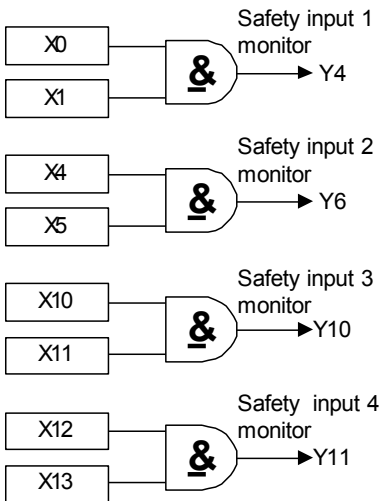 Safety input 1
monitor
X0
X1
&
Y4
Safety input 2
monitor
X4
X5
&
Y6
Safety input 3
monitor
X10
X11
&
Y10
Safety input 4
monitor
X12
X13
&
Y11